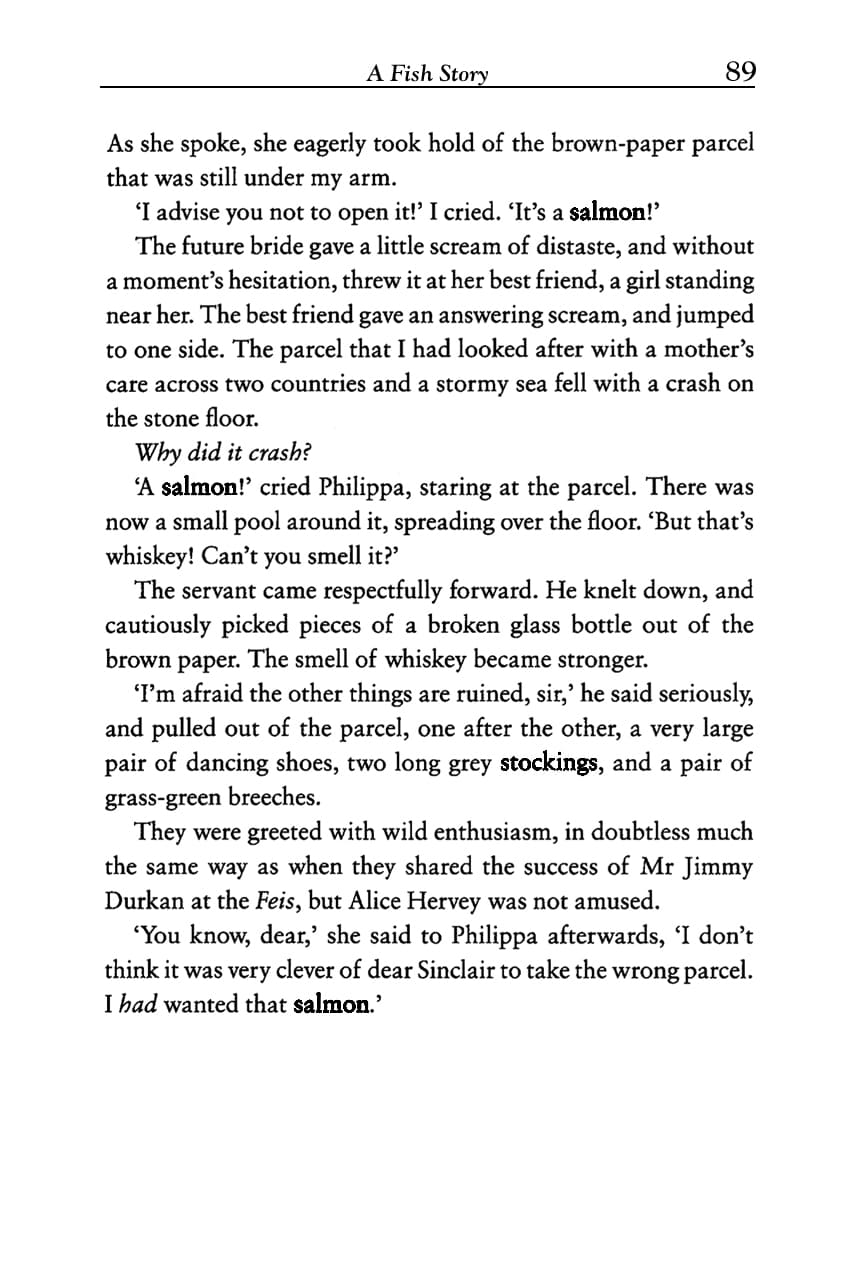 A Fish Story 89
As she spoke, she eagerly took hold of the brown-paper parcel
that was still under my arm.
‘I advise you not to open it!’ I cried. ‘It’s a salmon!’
The future bride gave a little scream of distaste, and without
a moment’s hesitation, threw it at her best friend, a girl standing
near her. The best friend gave an answering scream, and jumped
to one side. The parcel that I had looked after with a mother’s
care across two countries and a stormy sea fell with a crash on
the stone floor.
Why did it crash?
‘A salmon!’ cried Philippa, staring at the parcel. There was
now a small pool around it, spreading over the floor. ‘But that’s
whiskey! Can’t you smell it?’
The servant came respectfully forward. He knelt down, and
cautiously picked pieces of a broken glass bottle out of the
brown paper. The smell of whiskey became stronger.
‘I’m afraid the other things are ruined, sir,’ he said seriously,
and pulled out of the parcel, one after the other, a very large
pair of dancing shoes, two long grey stockings, and a pair of
grass-green breeches.
They were greeted with wild enthusiasm, in doubtless much
the same way as when they shared the success of Mr Jimmy
Durkan at the Feis, but Alice Hervey was not amused.
‘You know, dear,’ she said to Philippa afterwards, ‘I don’t
think it was very clever of dear Sinclair to take the wrong parcel.
I had wanted that salmon.’